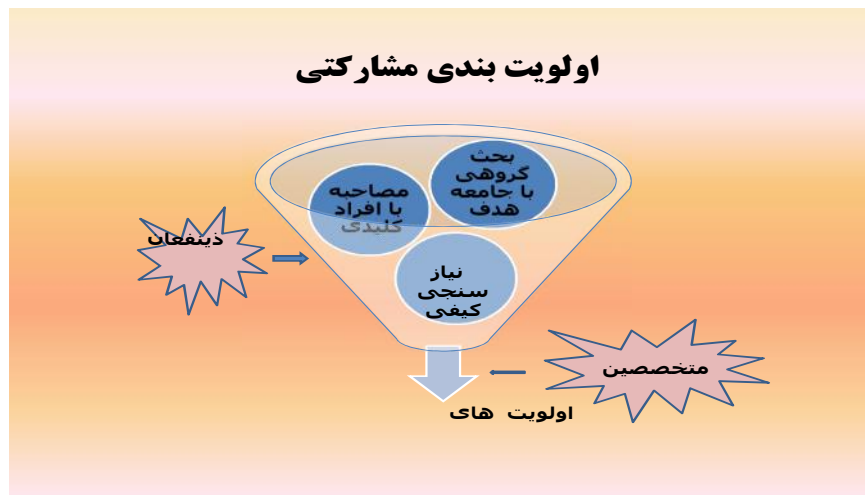 اولویت بندی مشارکتی
بحث
گروهی
با جامعه
هدف
مصاحبه
با افراد
کلیدی
ذینفعان
نیاز
سنجی
کیفی
متخصصین
اولویت های